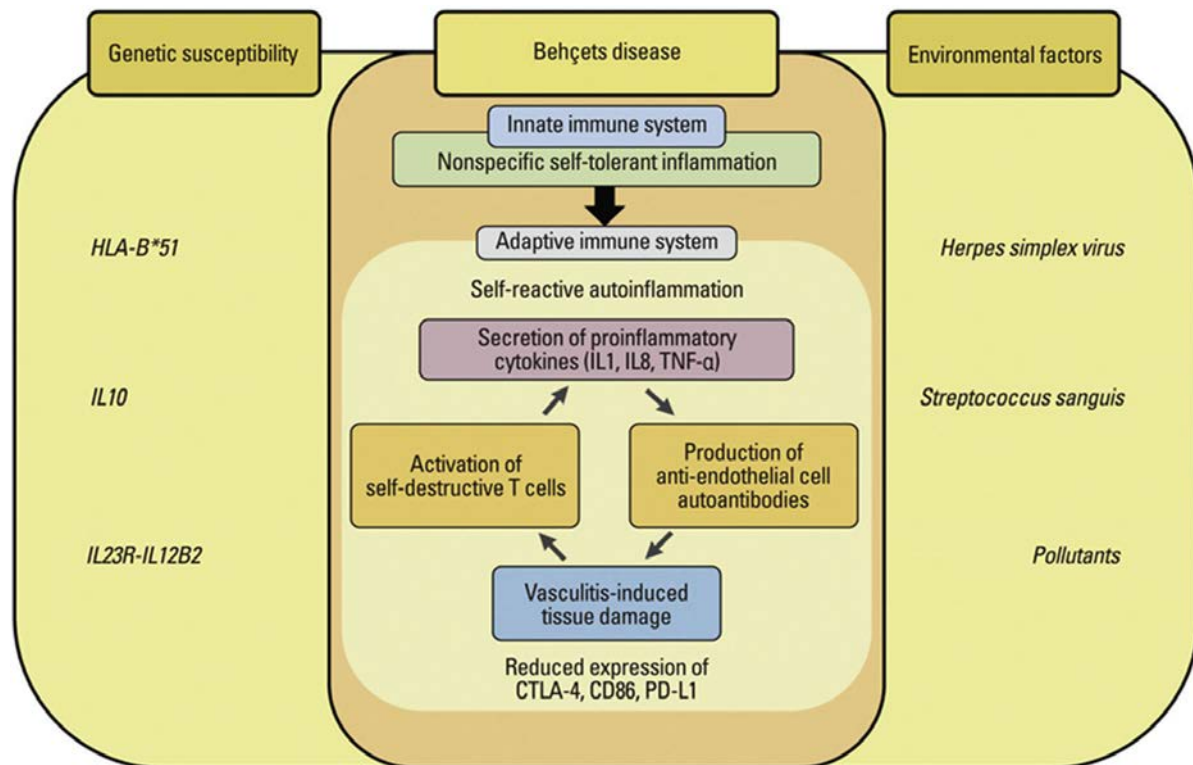 Genetic susceptibility
Behçets disease
Environmental factors
Innate immune system
Nonspecific self-tolerant inflammation
Adaptive immune system
Self-reactive autoinflammation
Secretion of proinflammatory
cytokines (IL1, IL8, TNF-α)
Activation of
self-destructive T cells
Production of
anti-endothelial cell
autoantibodies
Vasculitis-induced
tissue damage
Reduced expression of
CTLA-4, CD86, PD-L1
HLA-B*51
IL10
IL23R-IL12B2
Herpes simplex virus
Streptococcus sanguis
Pollutants